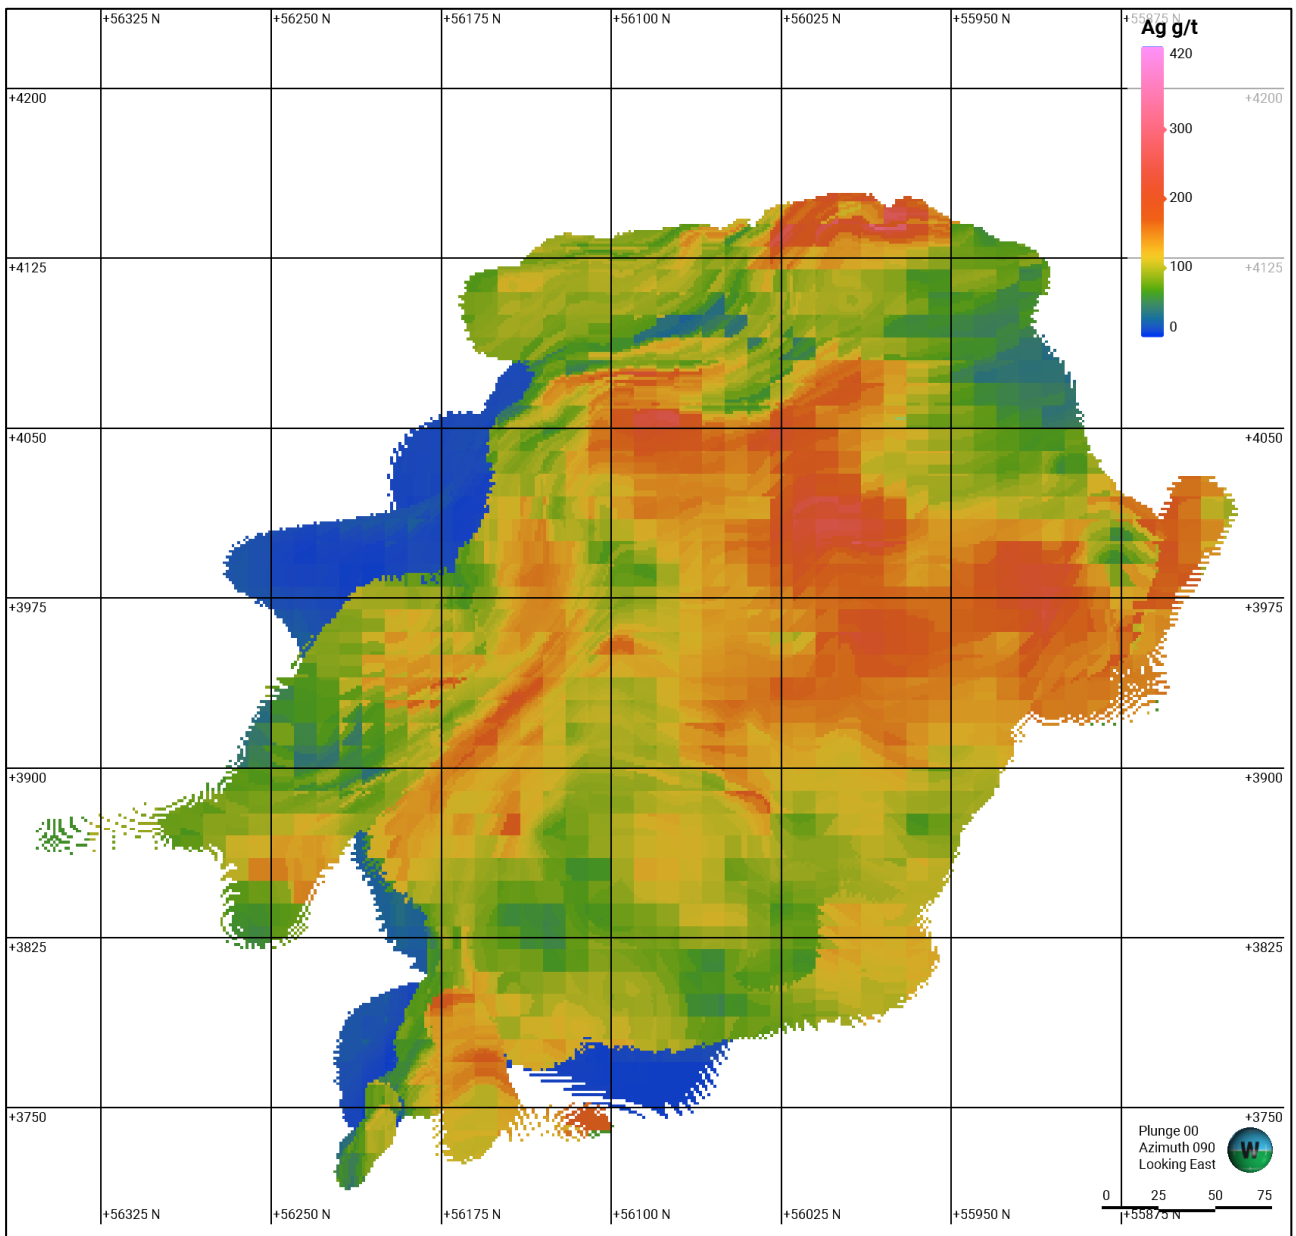 +56325 N +56250 N +56175 N +56100 N +56025 N +55950 N +55875 N
Ag g/t
420
300
200
100
0
+4200 +4200
+4125 +4125
+4050 +4050
+3975 +3975
+3900 +3900
+3825 +3825
+3750 +3750
Plunge 00
Azimuth 090
Looking East
W
0 25 50 75
+56325 N +56250 N +56175 N +56100 N +56025 N +55950 N +55875 N